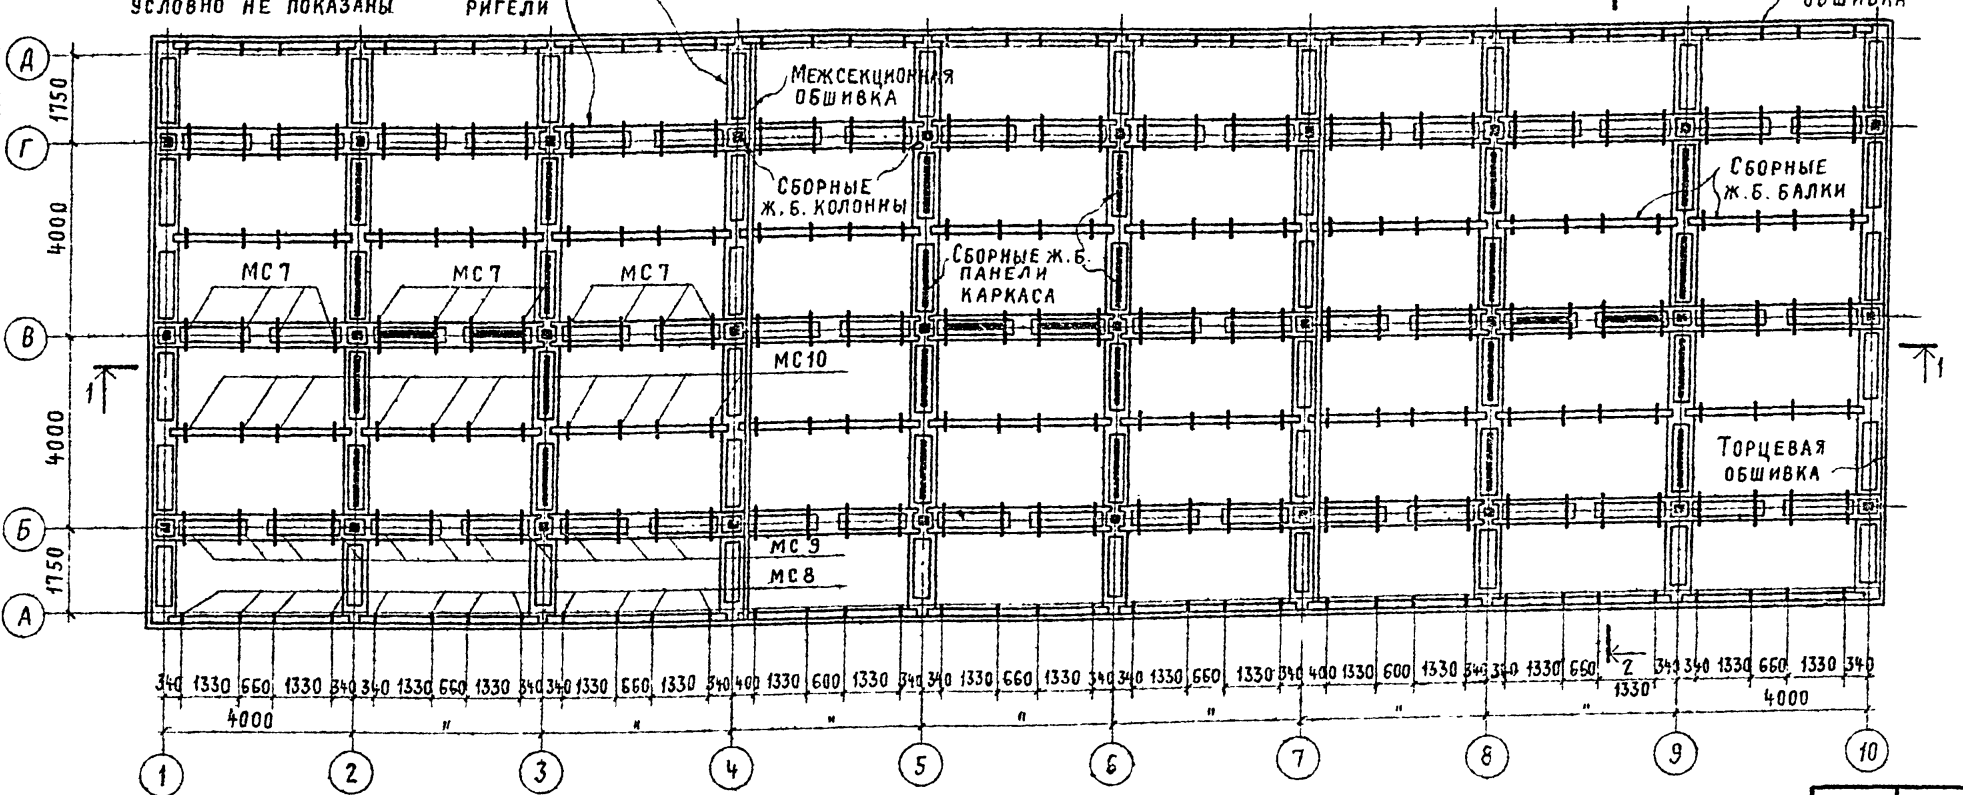 УСЛОВНО НЕ ПОКАЗАНЫ
РИГЕЛИ
ОБШИВКА
Д
1750
МЕЖСЕКЦИОННАЯ
ОБШИВКА
Г
СБОРНЫЕ
Ж.Б. КОЛОННЫ
СБОРНЫЕ
Ж.Б. БАЛКИ
4000
СБОРНЫЕ Ж.Б.
ПАНЕЛИ
КАРКАСА
МС7 МС7 МС7
В
МС10
1 1
4000
ТОРЦЕВАЯ
ОБШИВКА
Б
МС9
1750
МС8
А
2
340 1330 660 1330 340 340 1330 660 1330 340 340 1330 660 1330 340 400 1330 600 1330 340 340 1330 660 1330 340 340 1330 660 1330 340 400 1330 600 1330 340 340 1330 660 1330 340 340 1330 660 1330 340
4000 " " " " " " " 4000
1 2 3 4 5 6 7 8 9 10